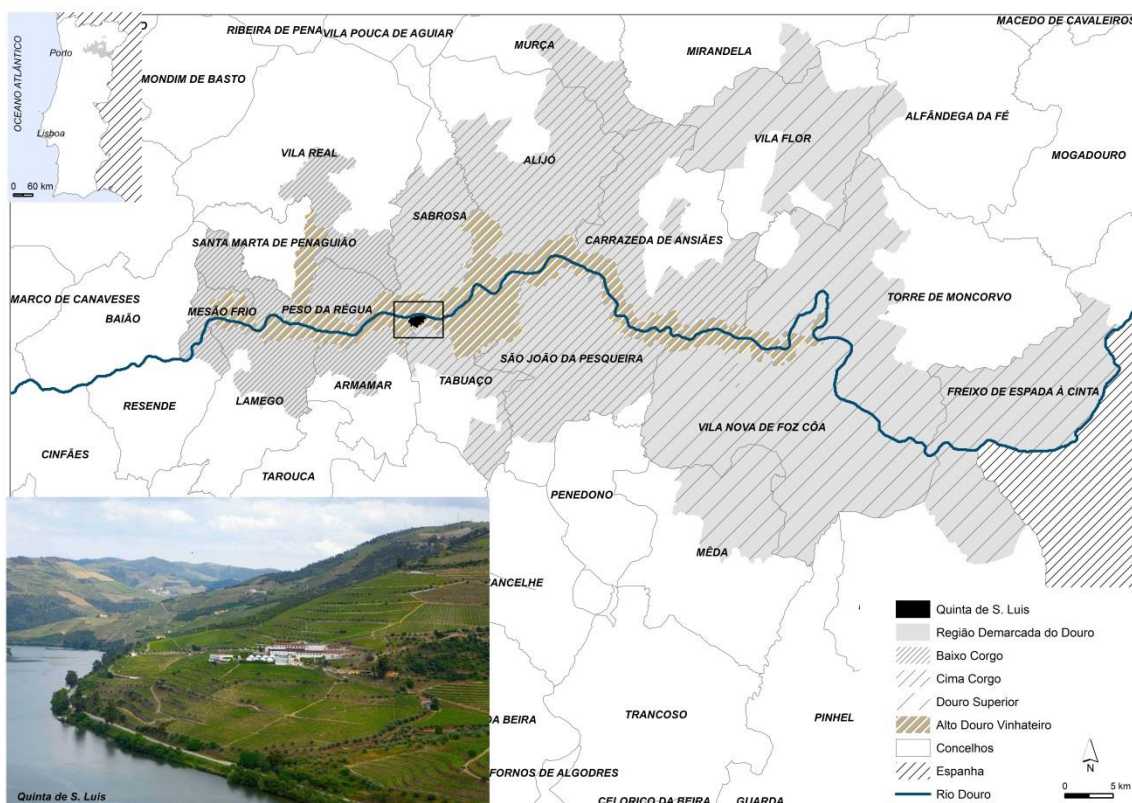 OCEANO ATLÂNTICO
Porto
Lisboa
0 60 km
RIBEIRA DE PENA
VILA POUCA DE AGUIAR
MURÇA
MIRANDELA
MACEDO DE CAVALEIROS
MONDIM DE BASTO
ALFÂNDEGA DA FÉ
VILA FLOR
MOGADOURO
VILA REAL
ALIJÓ
SABROSA
SANTA MARTA DE PENAGUIÃO
CARRAZEDA DE ANSIÃES
MARCO DE CANAVESES
BAIÃO
MESÃO FRIO
PESO DA RÉGUA
TORRE DE MONCORVO
SÃO JOÃO DA PESQUEIRA
ARMAMAR
TABUAÇO
FREIXO DE ESPADA À CINTA
RESENDE
LAMEGO
VILA NOVA DE FOZ CÔA
CINFÃES
TAROUCA
PENEDONO
MÊDA
ANCELHE
DA BEIRA
TRANCOSO
PINHEL
FORNOS DE ALGODRES
CELORICO DA BEIRA
GUARDA
Quinta de S. Luis
Quinta de S. Luis
Região Demarcada do Douro
Baixo Corgo
Cima Corgo
Douro Superior
Alto Douro Vinhateiro
Concelhos
Espanha
Rio Douro
N
0 5 km